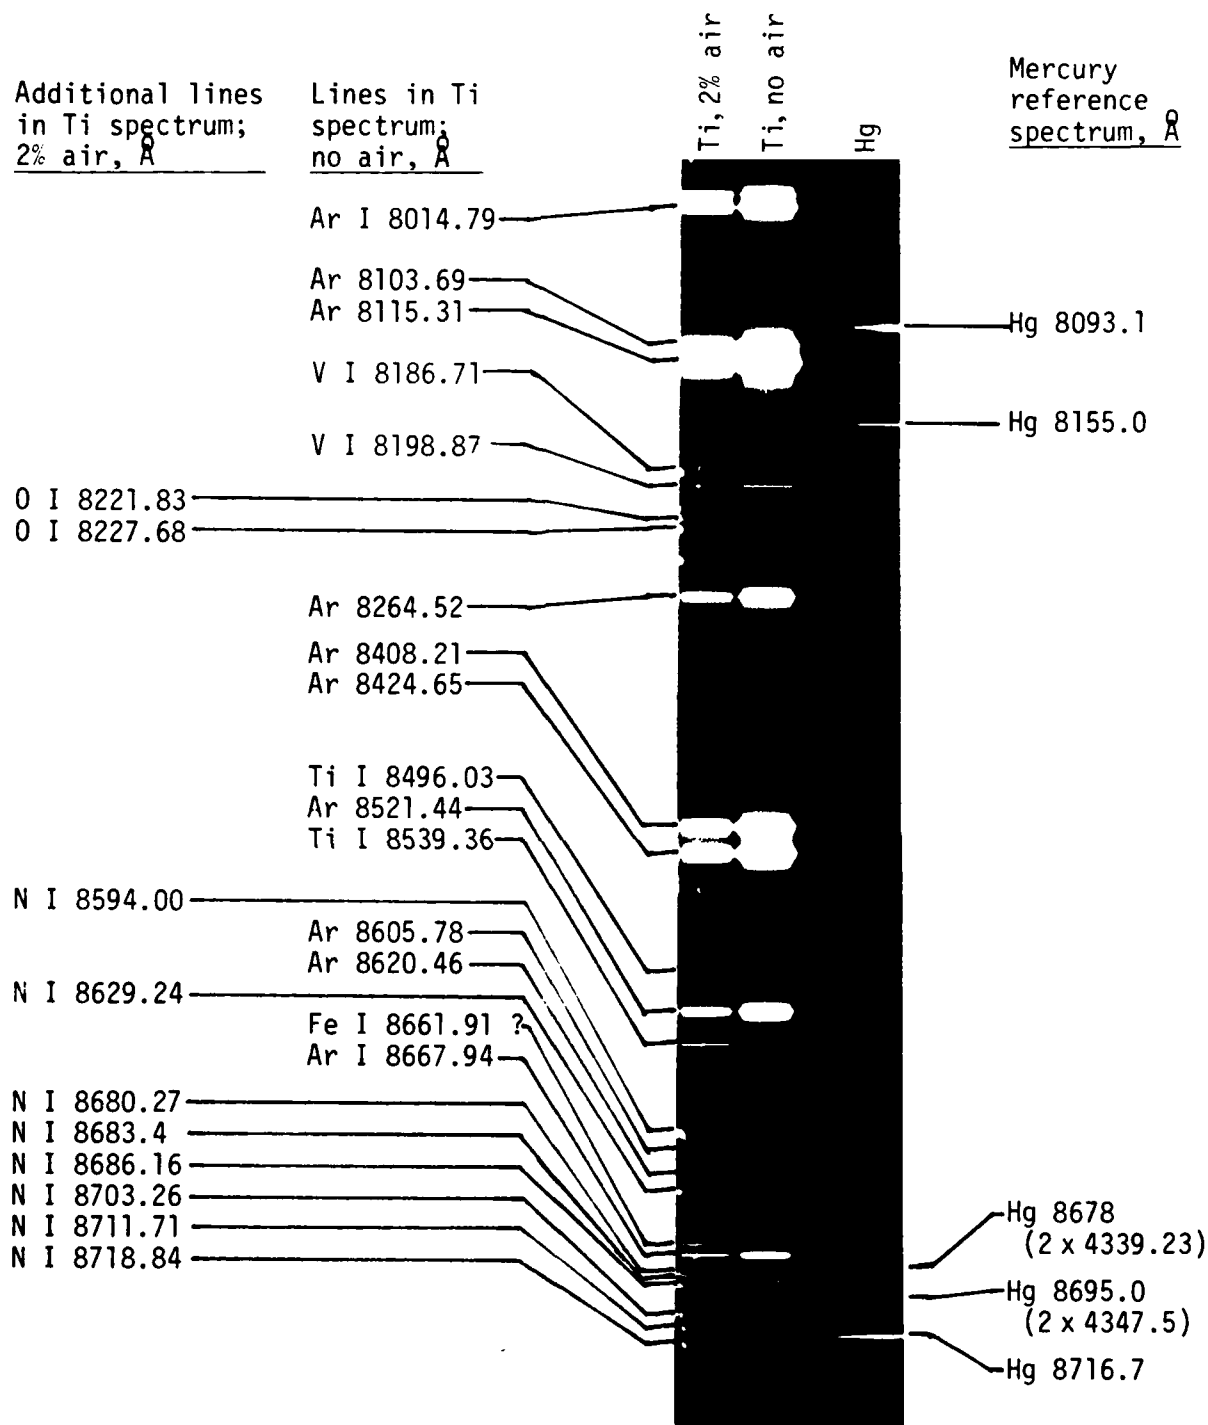 Additional lines
in Ti spectrum;
2% air, Å
Lines in Ti
spectrum;
no air, Å
Ti, 2% air
Ti, no air
Hg
Mercury
reference
spectrum, Å
Ar I 8014.79
Ar 8103.69
Ar 8115.31
V I 8186.71
V I 8198.87
O I 8221.83
O I 8227.68
Ar 8264.52
Ar 8408.21
Ar 8424.65
Ti I 8496.03
Ar 8521.44
Ti I 8539.36
N I 8594.00
Ar 8605.78
Ar 8620.46
N I 8629.24
Fe I 8661.91 ?
Ar I 8667.94
N I 8680.27
N I 8683.4
N I 8686.16
N I 8703.26
N I 8711.71
N I 8718.84
Hg 8093.1
Hg 8155.0
Hg 8678
(2 x 4339.23)
Hg 8695.0
(2 x 4347.5)
Hg 8716.7